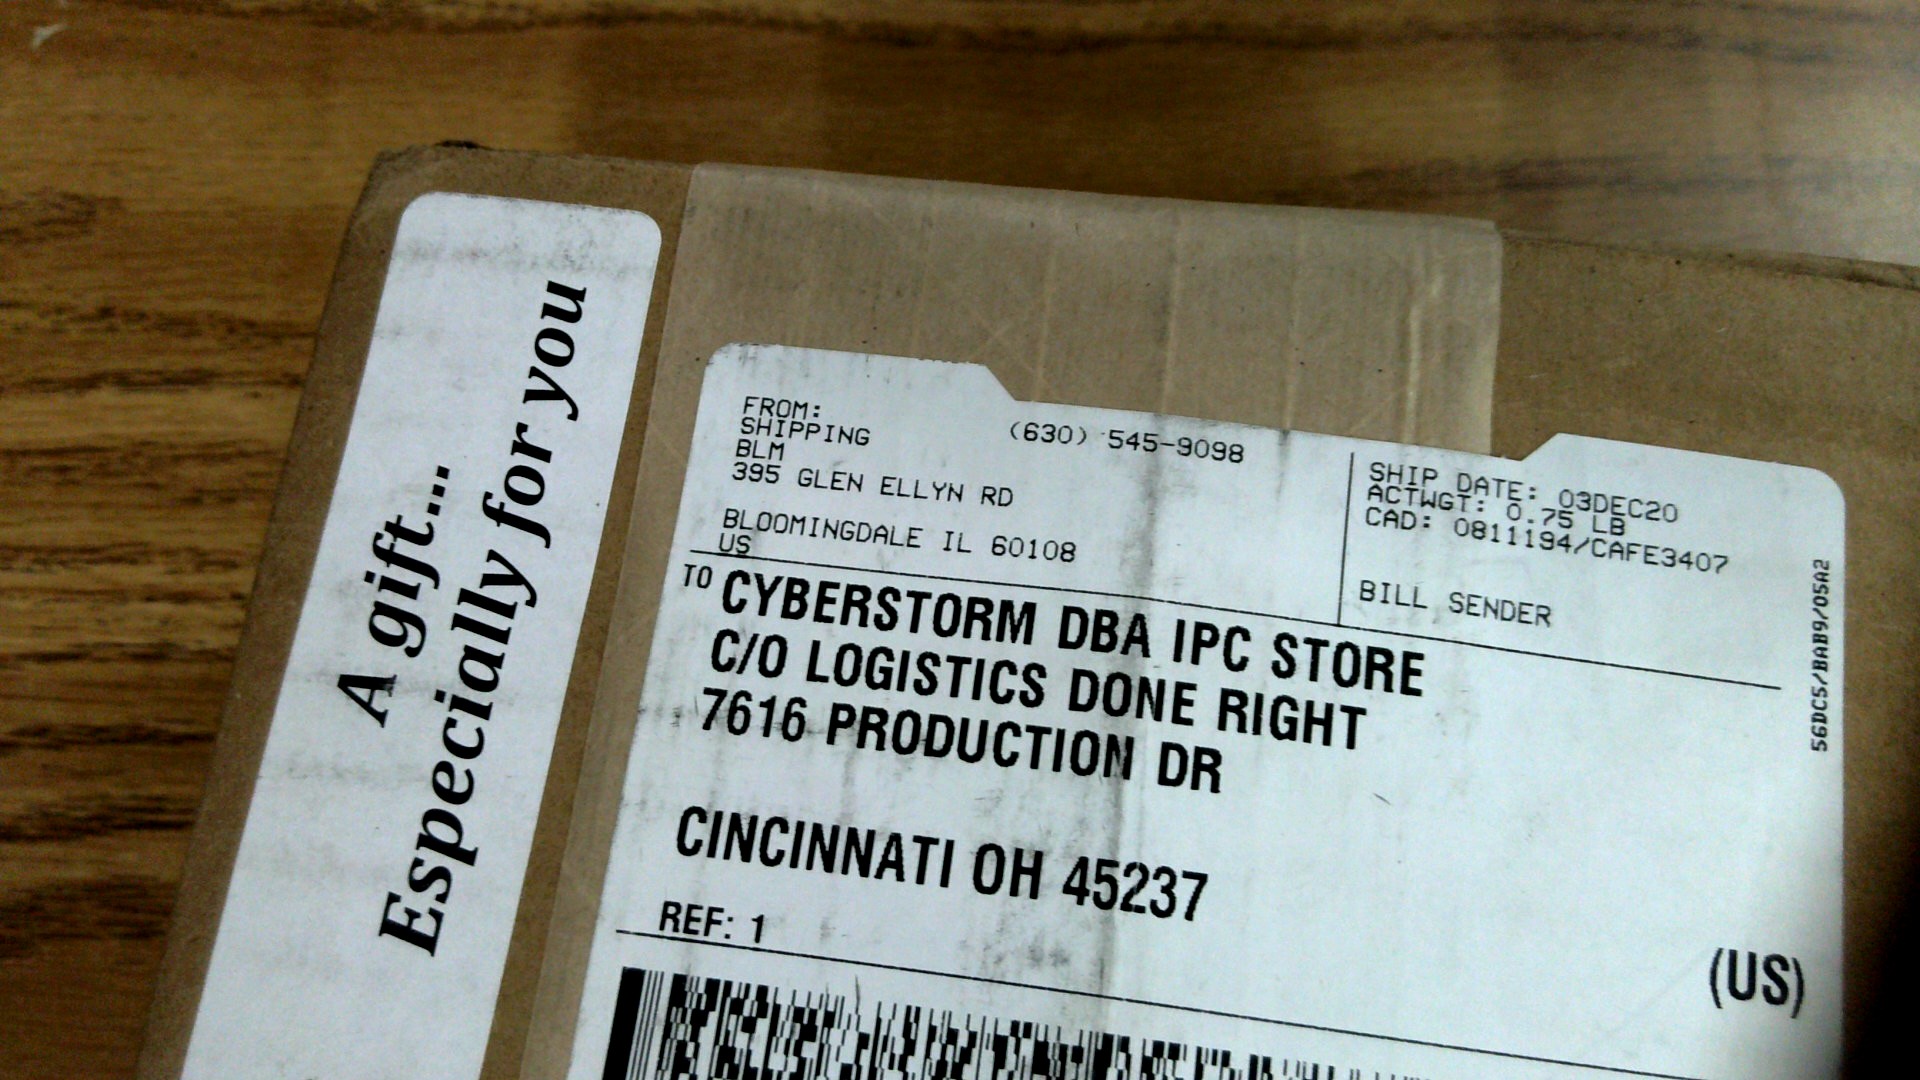 A gift...
Especially for you
FROM:
SHIPPING
(630) 545-9098
BLM
395 GLEN ELLYN RD
BLOOMINGDALE IL 60108
US
SHIP DATE: 03DEC20
ACTWGT: 0.75 LB
CAD: 0811194/CAFE3407
BILL SENDER
TO CYBERSTORM DBA IPC STORE
C/O LOGISTICS DONE RIGHT
7616 PRODUCTION DR
CINCINNATI OH 45237
REF: 1
(US)
56DC5/BAB9/05A2